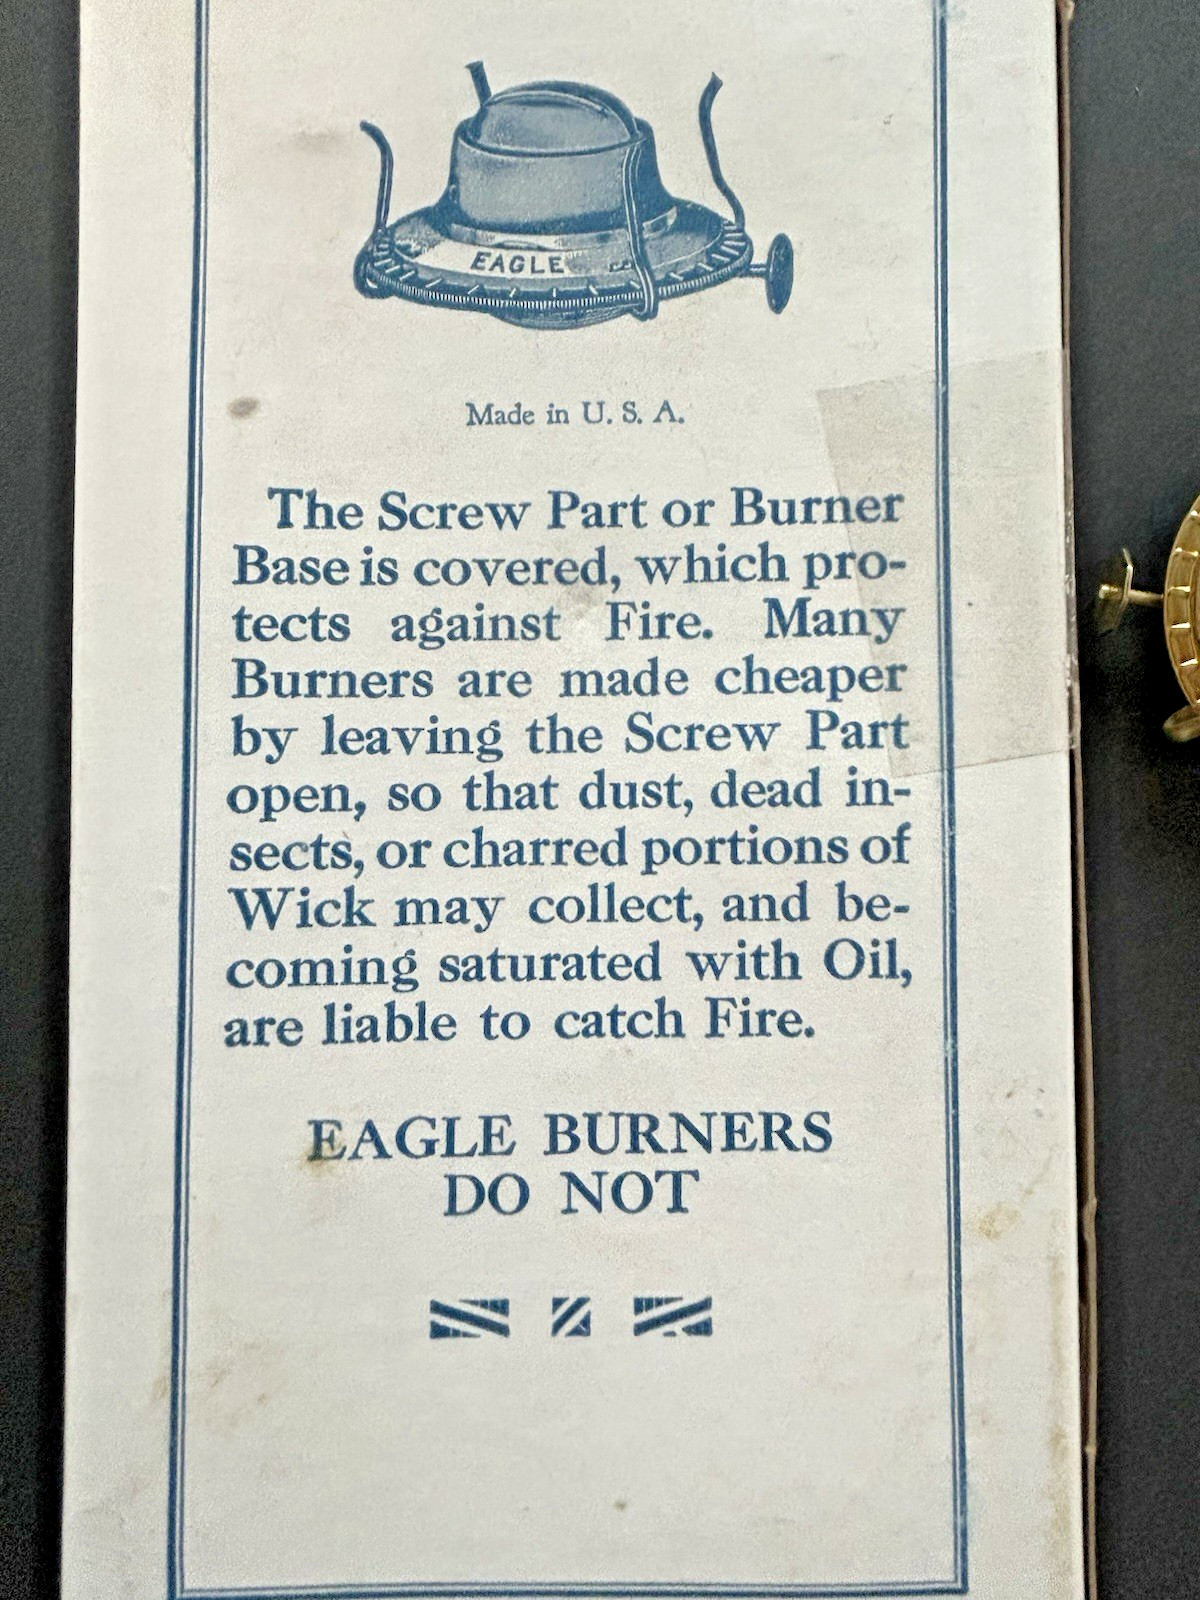 EAGLE
Made in U. S. A.
The Screw Part or Burner
Base is covered, which pro-
tects against Fire. Many
Burners are made cheaper
by leaving the Screw Part
open, so that dust, dead in-
sects, or charred portions of
Wick may collect, and be-
coming saturated with Oil,
are liable to catch Fire.
EAGLE BURNERS
DO NOT